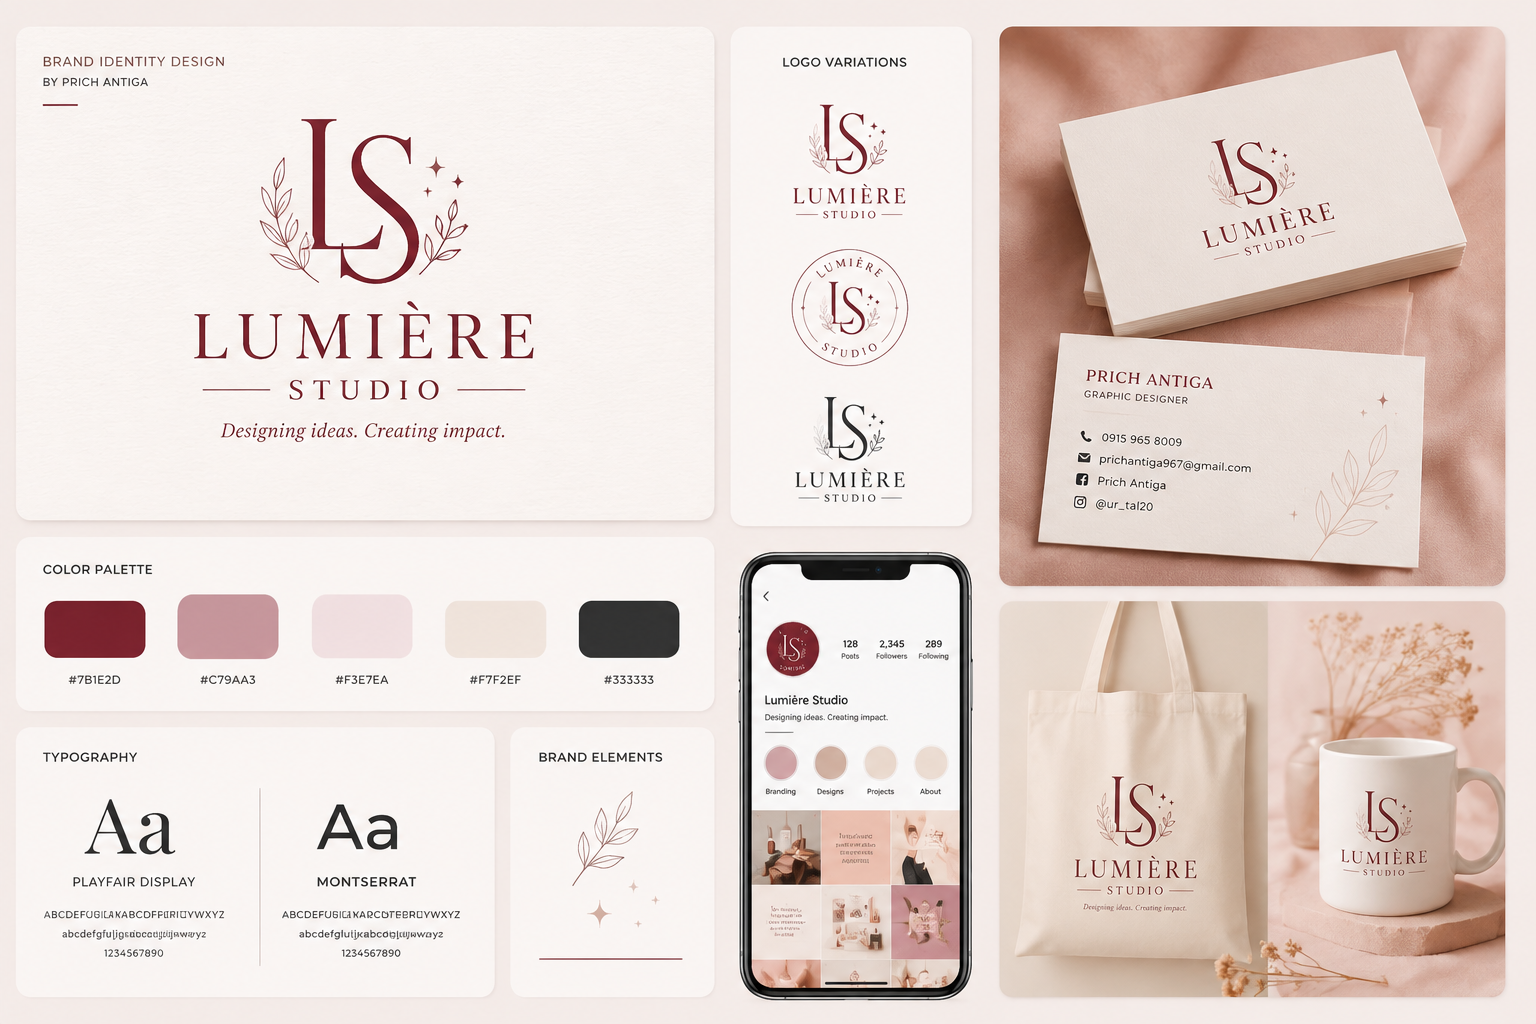 BRAND IDENTITY DESIGN
BY PRICH ANTIGA
LS
LUMIÈRE
STUDIO
Designing ideas. Creating impact.
LOGO VARIATIONS
LS
LUMIÈRE
STUDIO
LUMIÈRE
LS
STUDIO
LS
LUMIÈRE
STUDIO
LS
LUMIÈRE
STUDIO
PRICH ANTIGA
GRAPHIC DESIGNER
0915 965 8009
prichantiga967@gmail.com
Prich Antiga
@ur_tal20
COLOR PALETTE
#7B1E2D
#C79AA3
#F3E7EA
#F7F2EF
#333333
TYPOGRAPHY
Aa
PLAYFAIR DISPLAY
1234567890
Aa
MONTSERRAT
1234567890
BRAND ELEMENTS
LS
128
Posts
2,345
Followers
289
Following
Lumière Studio
Designing ideas. Creating impact.
Branding
Designs
Projects
About
LS
LUMIÈRE
STUDIO
Designing ideas. Creating impact.
LS
LUMIÈRE
STUDIO